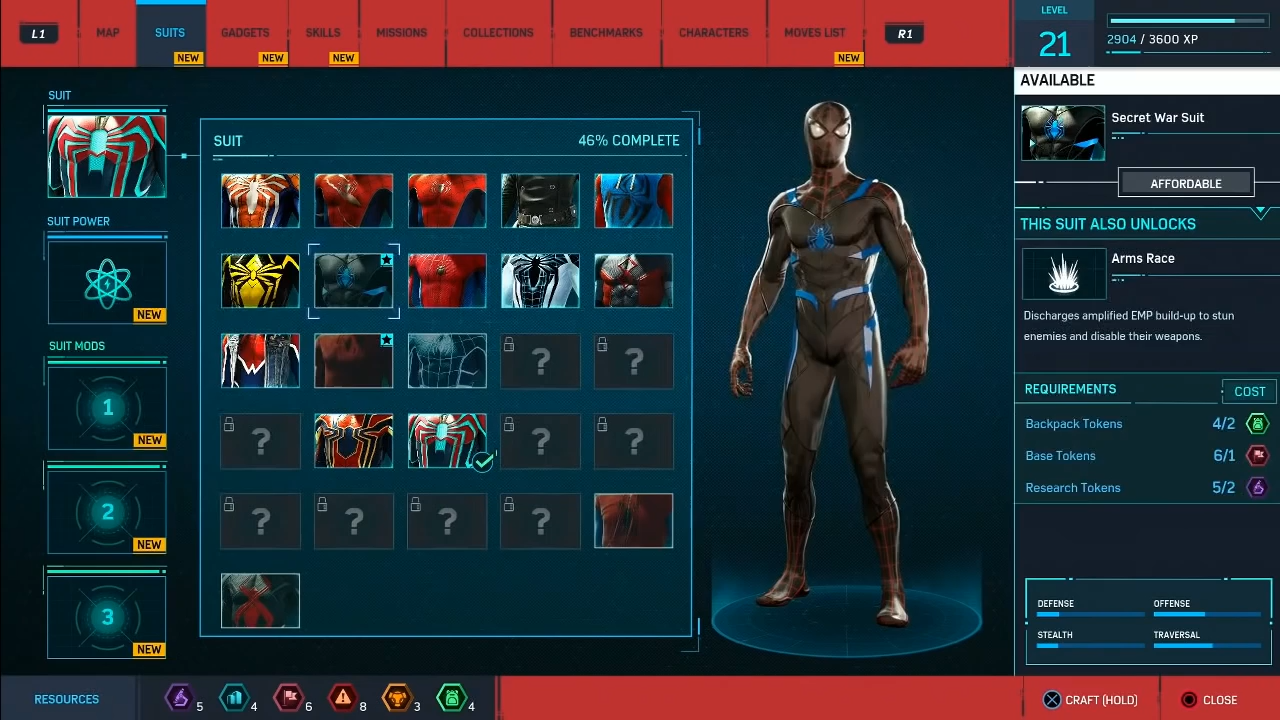 L1
MAP
SUITS
NEW
GADGETS
NEW
SKILLS
NEW
MISSIONS
COLLECTIONS
BENCHMARKS
CHARACTERS
MOVES LIST
NEW
R1
LEVEL
21
2904 / 3600 XP
SUIT
SUIT POWER
NEW
SUIT MODS
1
NEW
2
NEW
3
NEW
SUIT
46% COMPLETE
? ?
? ? ?
? ? ? ?
AVAILABLE
Secret War Suit
AFFORDABLE
THIS SUIT ALSO UNLOCKS
Arms Race
Discharges amplified EMP build-up to stun
enemies and disable their weapons.
REQUIREMENTS
COST
Backpack Tokens 4/2
Base Tokens 6/1
Research Tokens 5/2
DEFENSE OFFENSE
STEALTH TRAVERSAL
RESOURCES
5 4 6 8 3 4
CRAFT (HOLD)
CLOSE